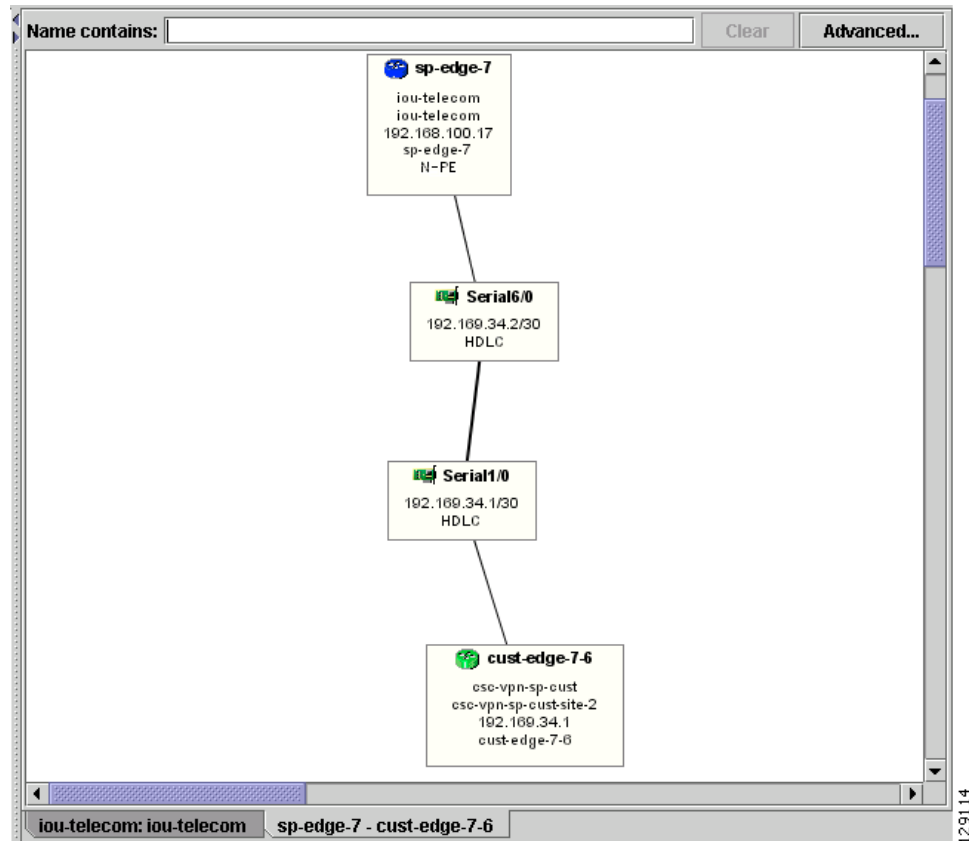 Name contains:
Clear
Advanced...
sp-edge-7
iou-telecom
iou-telecom
192.168.100.17
sp-edge-7
N-PE
Serial6/0
192.169.34.2/30
HDLC
Serial1/0
192.169.34.1/30
HDLC
cust-edge-7-6
csc-vpn-sp-cust
csc-vpn-sp-cust-site-2
192.169.34.1
cust-edge-7-6
iou-telecom: iou-telecom
sp-edge-7 - cust-edge-7-6
129114